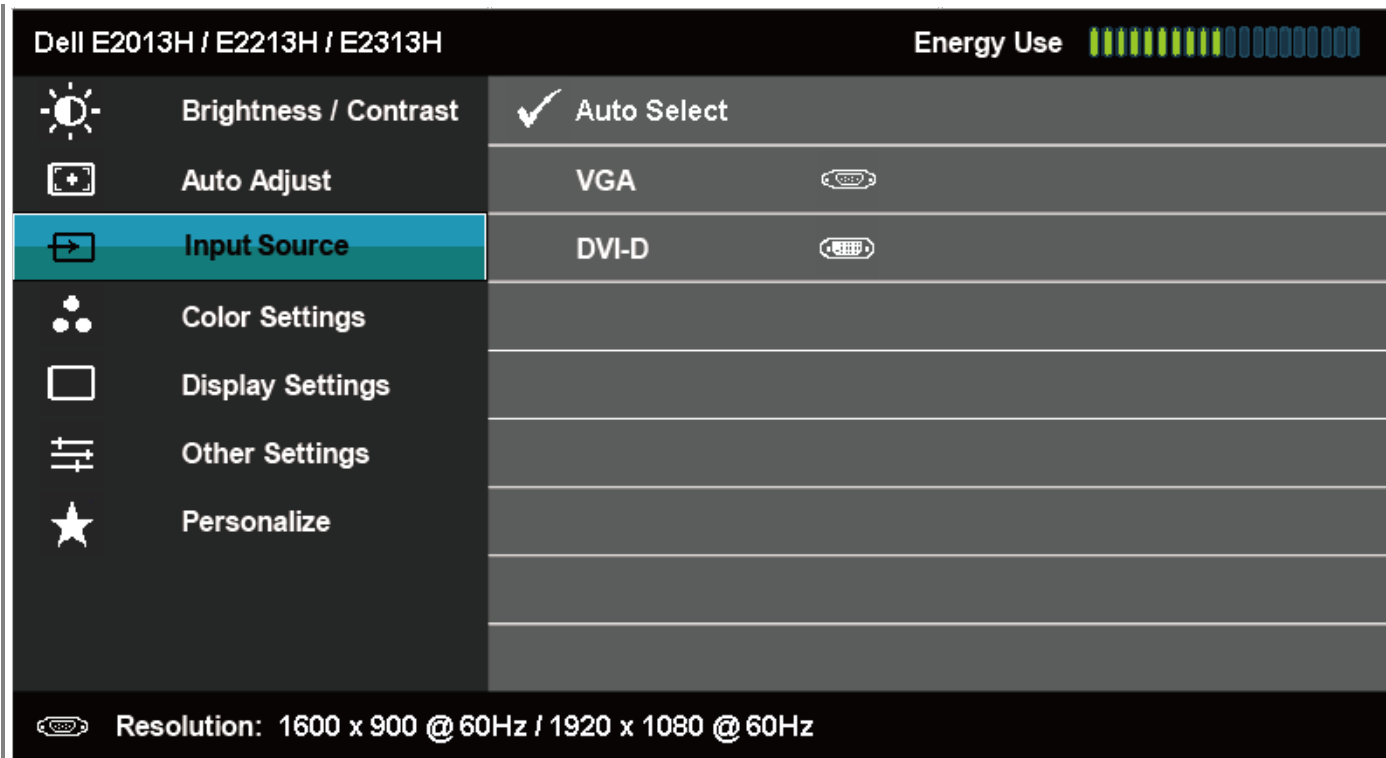 Dell E2013H / E2213H / E2313H Energy Use
Brightness / Contrast
Auto Select
Auto Adjust
VGA
Input Source
DVI-D
Color Settings
Display Settings
Other Settings
Personalize
Resolution: 1600 x 900 @ 60Hz / 1920 x 1080 @ 60Hz